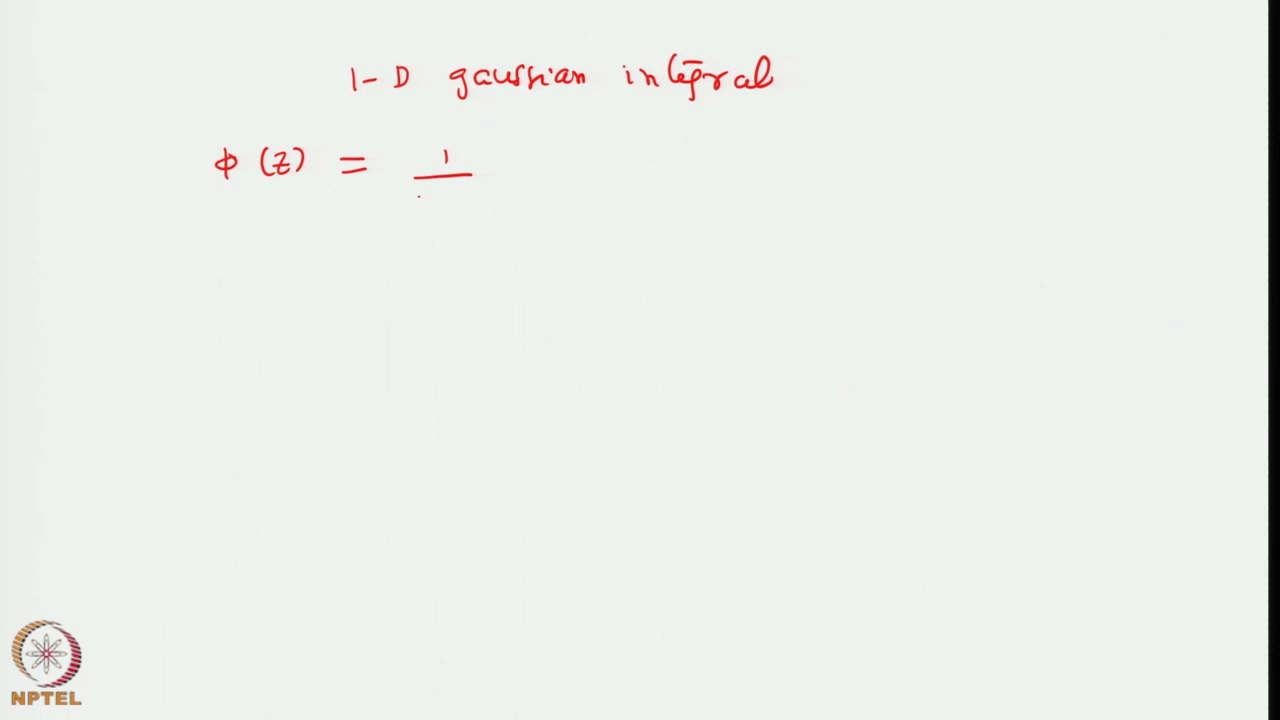 1-D gaussian integral
ϕ (z) = 1/
NPTEL